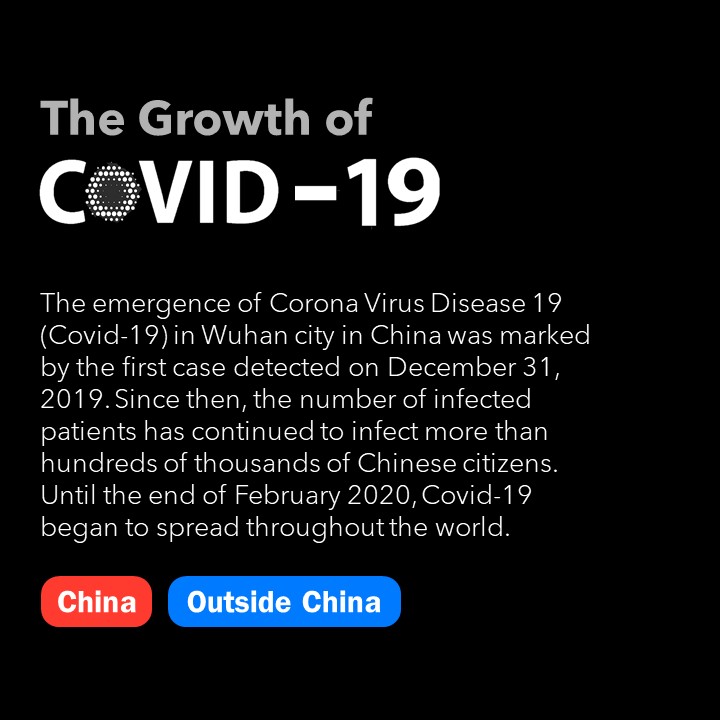 The Growth of
COVID-19
The emergence of Corona Virus Disease 19
(Covid-19) in Wuhan city in China was marked
by the first case detected on December 31,
2019. Since then, the number of infected
patients has continued to infect more than
hundreds of thousands of Chinese citizens.
Until the end of February 2020, Covid-19
began to spread throughout the world.
China Outside China